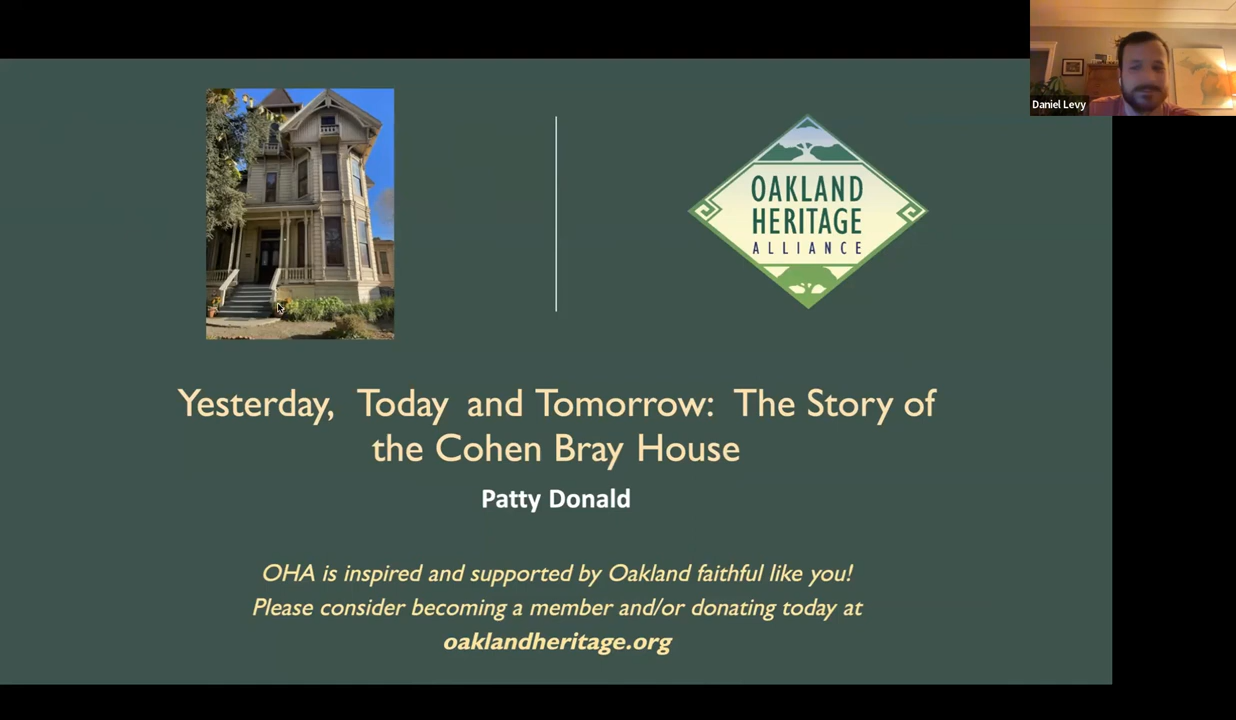 Daniel Levy
OAKLAND
HERITAGE
ALLIANCE
Yesterday, Today and Tomorrow: The Story of
the Cohen Bray House
Patty Donald
OHA is inspired and supported by Oakland faithful like you!
Please consider becoming a member and/or donating today at
oaklandheritage.org